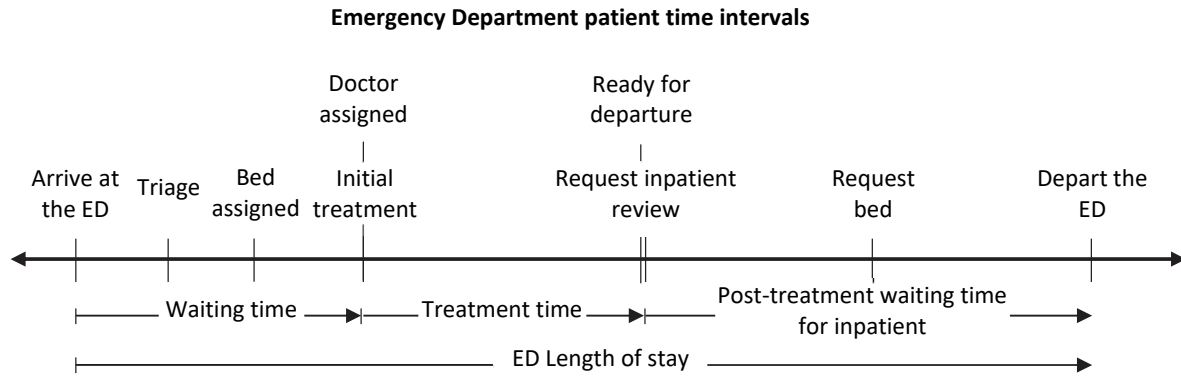 Emergency Department patient time intervals
Doctor
assigned
Ready for
departure
Arrive at
the ED
Triage
Bed
assigned
Initial
treatment
Request inpatient
review
Request
bed
Depart the
ED
Waiting time
Treatment time
Post-treatment waiting time
for inpatient
ED Length of stay